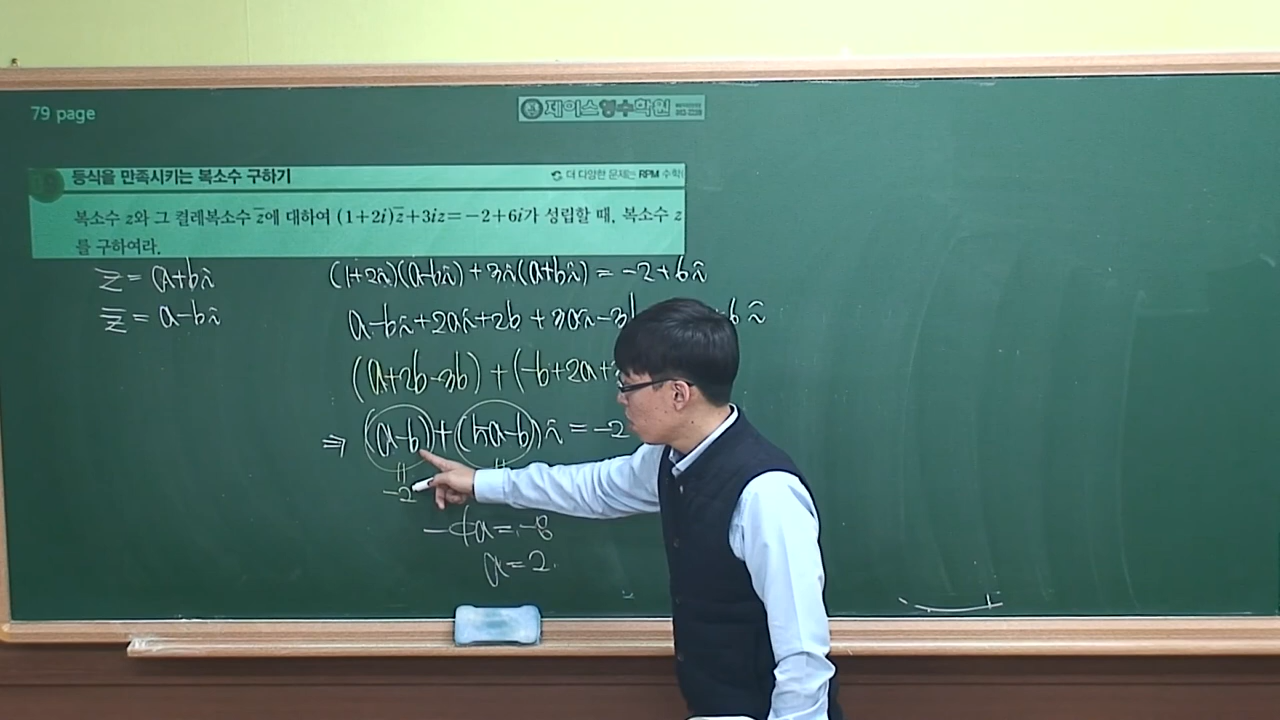 79 page
제이스영수학원
등식을 만족시키는 복소수 구하기
더 다양한 문제는 RPM 수학
복소수 z와 그 켤레복소수 z̅에 대하여 (1+2i)z̅+3iz=-2+6i가 성립할 때, 복소수 z
를 구하여라.
z = a+bi
z̅ = a-bi
(1+2i)(a-bi)+3i(a+bi) = -2+6i
a-bi+2ai+2b+3ai-3b 6i
(a+2b-3b)+(-b+2a+
⇒ (a-b)+(5a-b)i = -2
= =
-2
-4a=-8
a=2.